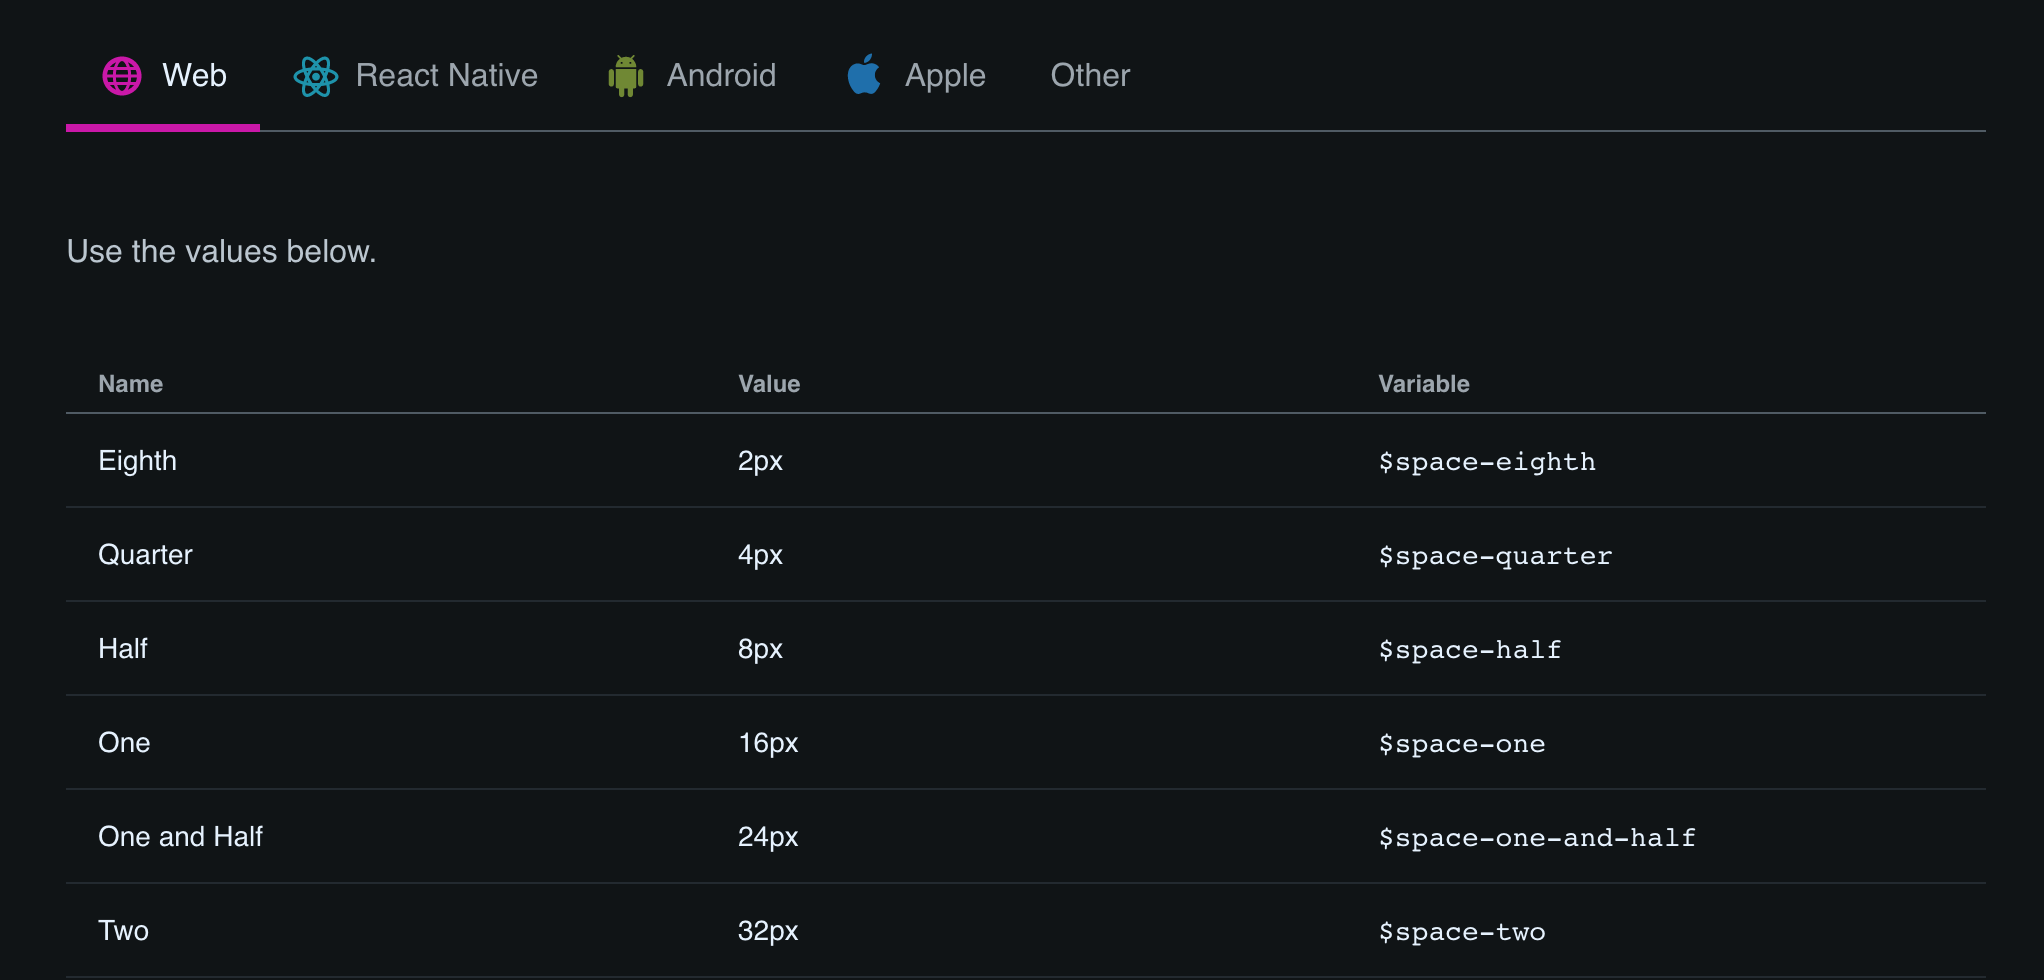 Web React Native Android Apple Other
Use the values below.
Name Value Variable
Eighth 2px $space-eighth
Quarter 4px $space-quarter
Half 8px $space-half
One 16px $space-one
One and Half 24px $space-one-and-half
Two 32px $space-two